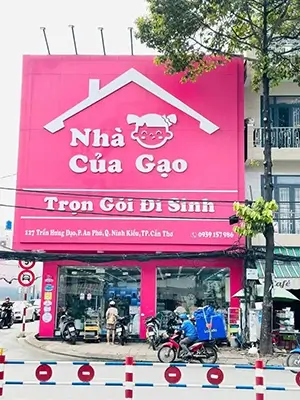 Nhà
Của Gạo
Trọn Gói Đi Sinh
127 Trần Hưng Đạo,P. An Phú,Q. Ninh Kiều,TP.Cần Thơ
0939 157 986
Café